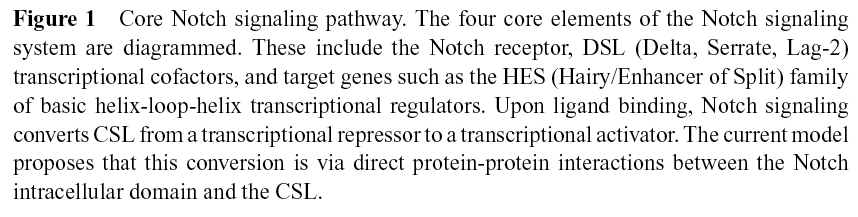 Figure 1 Core Notch signaling pathway. The four core elements of the Notch signaling
system are diagrammed. These include the Notch receptor, DSL (Delta, Serrate, Lag-2)
transcriptional cofactors, and target genes such as the HES (Hairy/Enhancer of Split) family
of basic helix-loop-helix transcriptional regulators. Upon ligand binding, Notch signaling
converts CSL from a transcriptional repressor to a transcriptional activator. The current model
proposes that this conversion is via direct protein-protein interactions between the Notch
intracellular domain and the CSL.